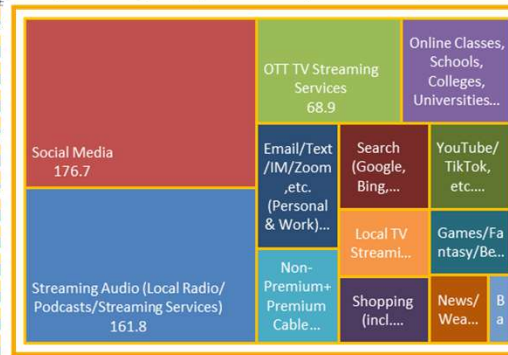 Social Media
176.7
Streaming Audio (Local Radio/
Podcasts/Streaming Services)
161.8
OTT TV Streaming
Services
68.9
Online Classes,
Schools,
Colleges,
Universities...
Email/Text
/IM/Zoom
,etc.
(Personal
& Work)...
Search
(Google,
Bing,...
YouTube/
TikTok,
etc....
Local TV
Streami...
Games/Fa
ntasy/Be...
Non-
Premium+
Premium
Cable...
Shopping
(incl....
News/
Wea...
B
a